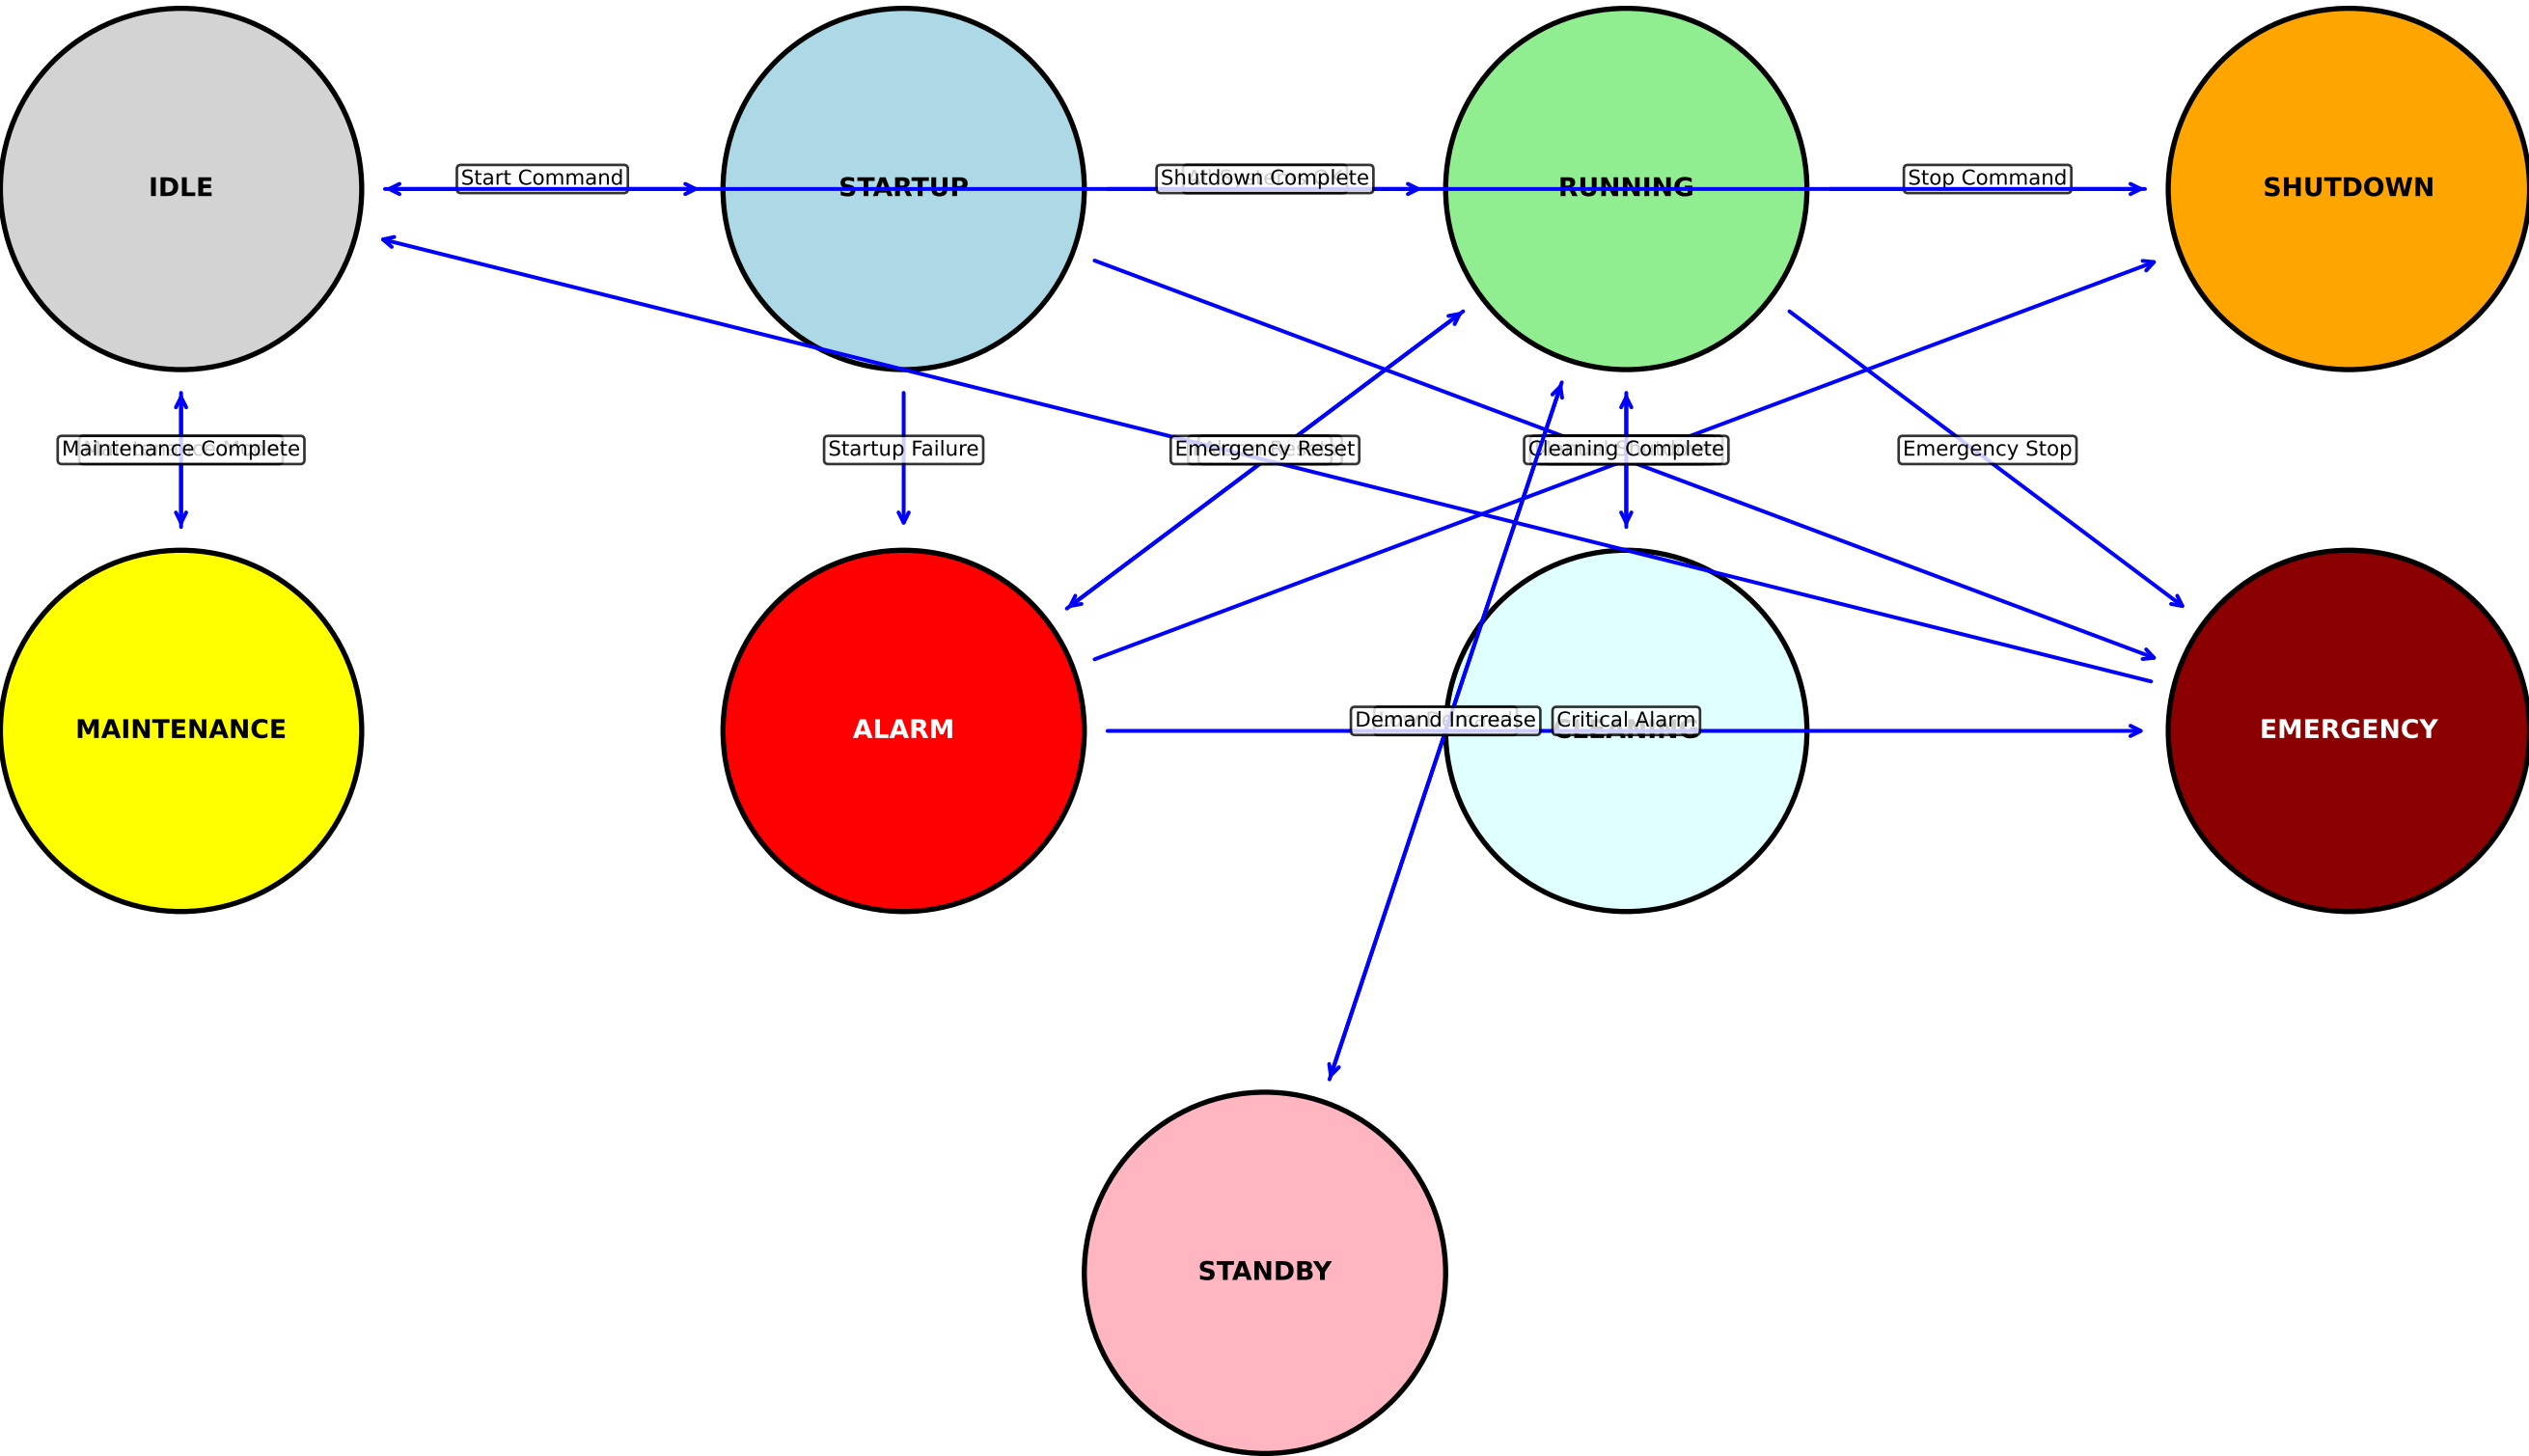 IDLE
Start Command
STARTUP
Shutdown Complete
RUNNING
Stop Command
SHUTDOWN
Maintenance Complete
Startup Failure
Emergency Reset
Cleaning Complete
Emergency Stop
MAINTENANCE
ALARM
Demand Increase
Critical Alarm
CLEANING
EMERGENCY
STANDBY